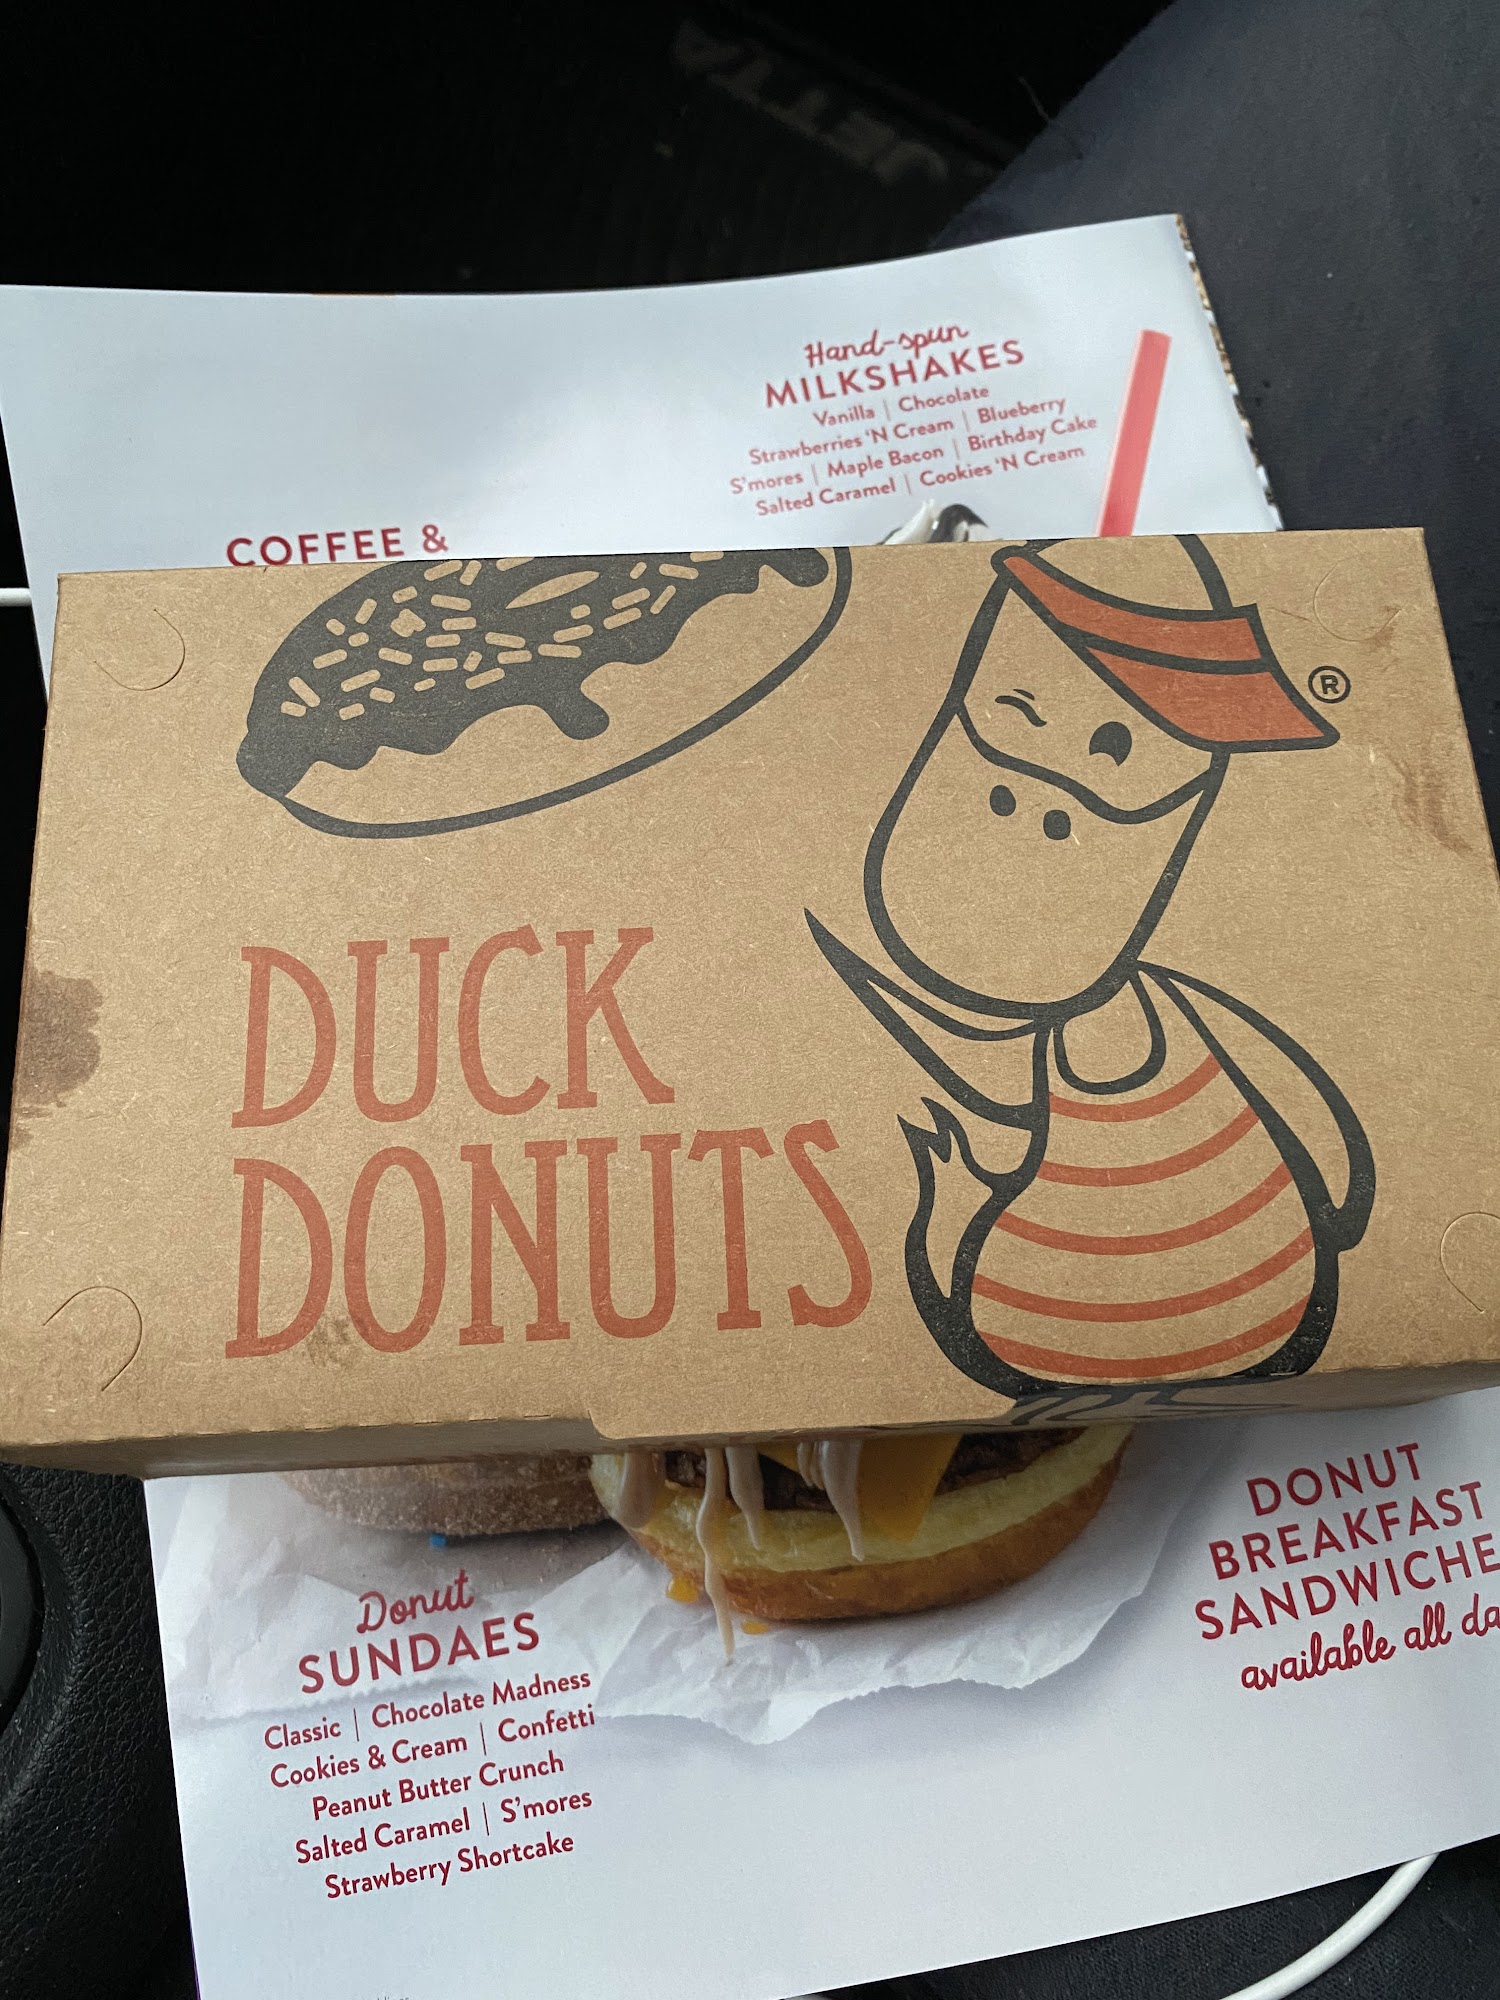 Hand-spun
MILKSHAKES
Vanilla | Chocolate
Strawberries 'N Cream | Blueberry
S'mores | Maple Bacon | Birthday Cake
Salted Caramel | Cookies 'N Cream
COFFEE &
®
DUCK
DONUTS
DONUT
BREAKFAST
SANDWICHE
available all da
Donut
SUNDAES
Classic | Chocolate Madness
Cookies & Cream | Confetti
Peanut Butter Crunch
Salted Caramel | S'mores
Strawberry Shortcake